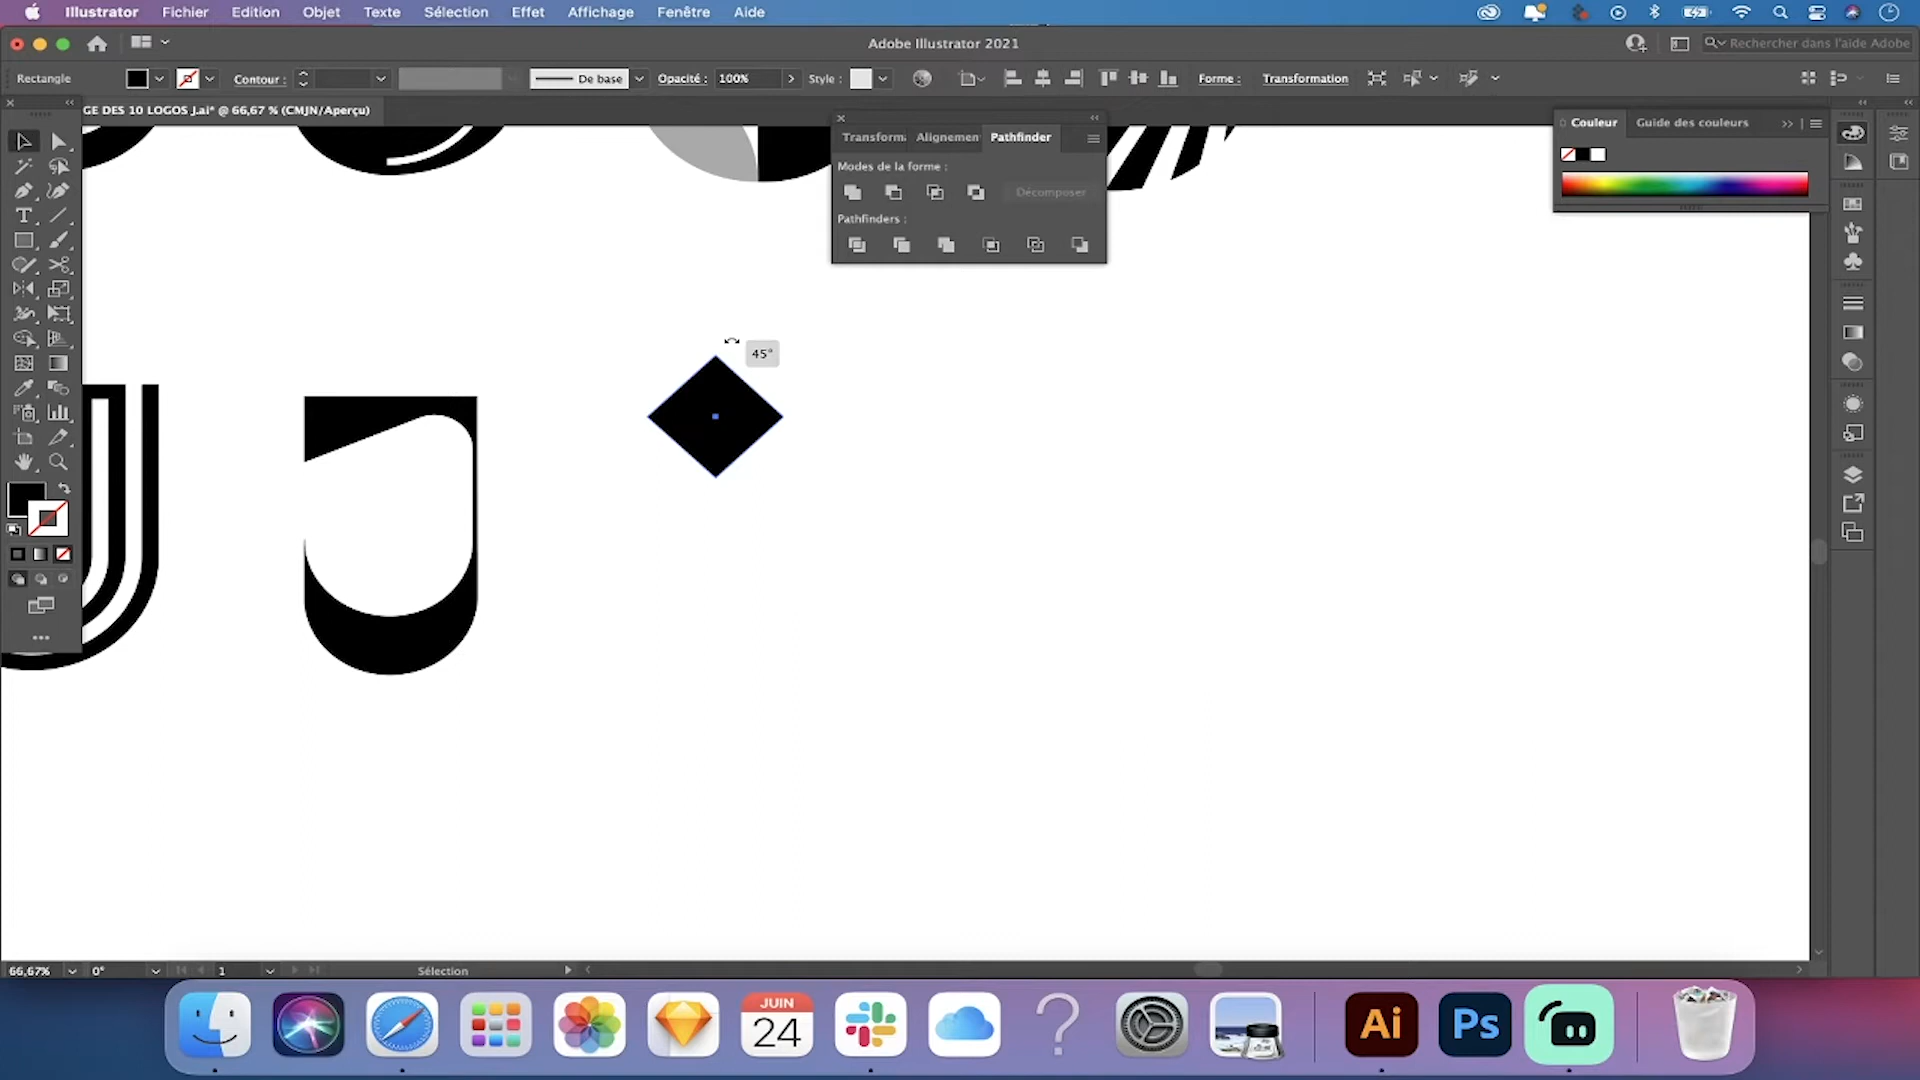 Illustrator Fichier Edition Objet Texte Sélection Effet Affichage Fenêtre Aide
Adobe Illustrator 2021
Rechercher dans l'aide Adobe
Rectangle Contour : De base Opacité : 100% Style : Forme : Transformation
GE DES 10 LOGOS J.ai* @ 66,67 % (CMJN/Aperçu)
Transforma Alignemen Pathfinder
Modes de la forme :
Décomposer
Pathfinders :
Couleur Guide des couleurs
45°
66,67% 0° 1 Sélection
JUIN
24
Ai
Ps